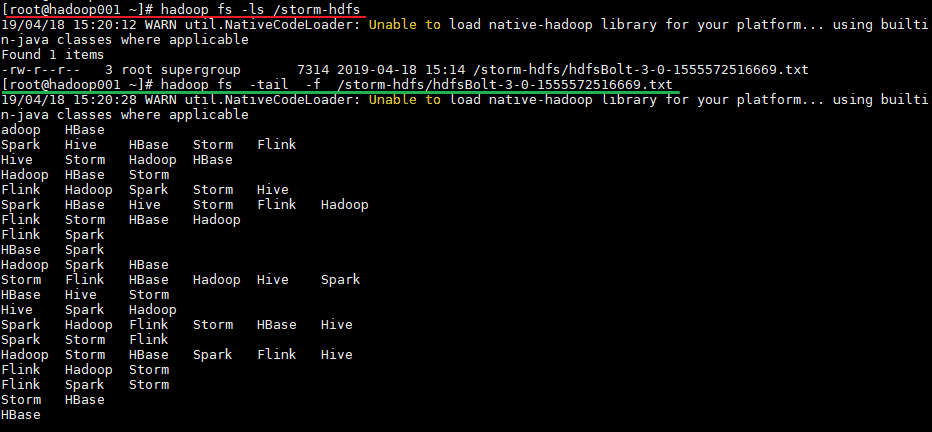 [root@hadoop001 ~]# hadoop fs -ls /storm-hdfs
19/04/18 15:20:12 WARN util.NativeCodeLoader: Unable to load native-hadoop library for your platform... using builti
n-java classes where applicable
Found 1 items
-rw-r--r--   3 root supergroup       7314 2019-04-18 15:14 /storm-hdfs/hdfsBolt-3-0-1555572516669.txt
[root@hadoop001 ~]# hadoop fs  -tail  -f  /storm-hdfs/hdfsBolt-3-0-1555572516669.txt
19/04/18 15:20:28 WARN util.NativeCodeLoader: Unable to load native-hadoop library for your platform... using builti
n-java classes where applicable
adoop   HBase
Spark   Hive    HBase   Storm   Flink
Hive    Storm   Hadoop  HBase
Hadoop  HBase   Storm
Flink   Hadoop  Spark   Storm   Hive
Spark   HBase   Hive    Storm   Flink   Hadoop
Flink   Storm   HBase   Hadoop
Flink   Spark
HBase   Spark
Hadoop  Spark   HBase
Storm   Flink   HBase   Hadoop  Hive    Spark
HBase   Hive    Storm
Hive    Spark   Hadoop
Spark   Hadoop  Flink   Storm   HBase   Hive
Spark   Storm   Flink
Hadoop  Storm   HBase   Spark   Flink   Hive
Flink   Hadoop  Storm
Flink   Spark   Storm
Storm   HBase
HBase